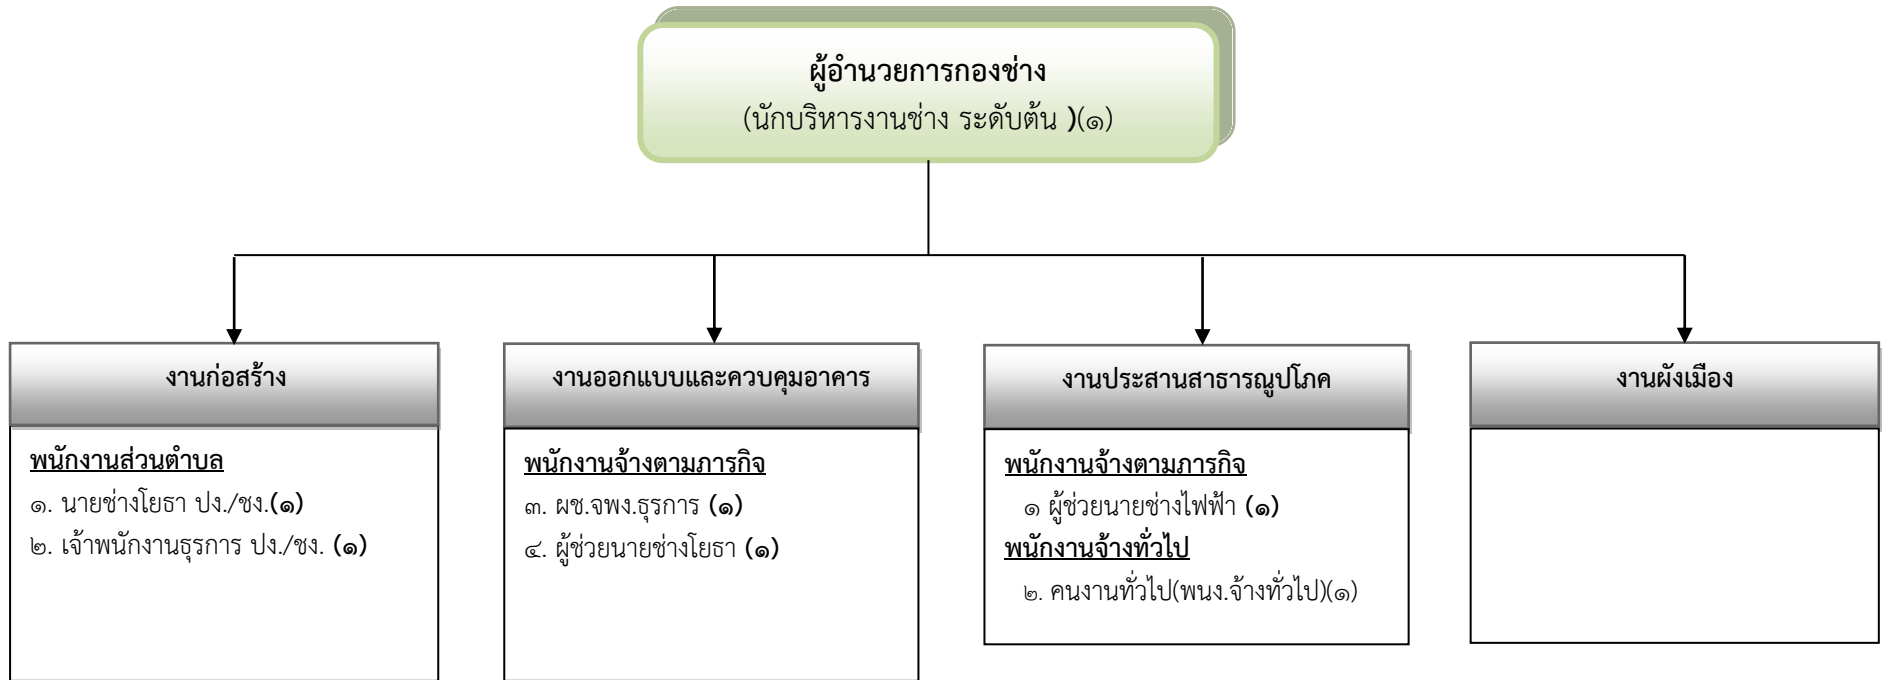 ผู้อำนวยการกองช่าง
(นักบริหารงานช่าง ระดับต้น )(๑)
งานก่อสร้าง
พนักงานส่วนตำบล
๑. นายช่างโยธา ปง./ชง.(๑)
๒. เจ้าพนักงานธุรการ ปง./ชง. (๑)
งานออกแบบและควบคุมอาคาร
พนักงานจ้างตามภารกิจ
๓. ผช.จพง.ธุรการ (๑)
๔. ผู้ช่วยนายช่างโยธา (๑)
งานประสานสาธารณูปโภค
พนักงานจ้างตามภารกิจ
๑ ผู้ช่วยนายช่างไฟฟ้า (๑)
พนักงานจ้างทั่วไป
๒. คนงานทั่วไป(พนง.จ้างทั่วไป)(๑)
งานผังเมือง